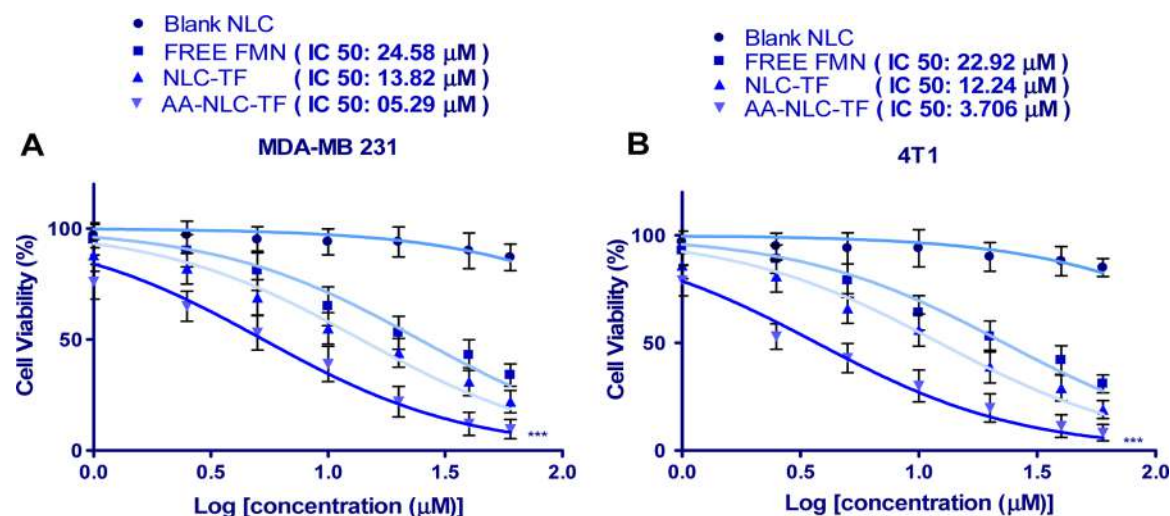 Blank NLC
FREE FMN ( IC 50: 24.58 μM )
NLC-TF ( IC 50: 13.82 μM )
AA-NLC-TF ( IC 50: 05.29 μM )
A
MDA-MB 231
100
50
0
Cell Viability (%)
0.0 0.5 1.0 1.5 2.0
Log [concentration (μM)]
***
Blank NLC
FREE FMN ( IC 50: 22.92 μM )
NLC-TF ( IC 50: 12.24 μM )
AA-NLC-TF ( IC 50: 3.706 μM )
B
4T1
100
50
0
Cell Viability (%)
0.0 0.5 1.0 1.5 2.0
Log [concentration (μM)]
***